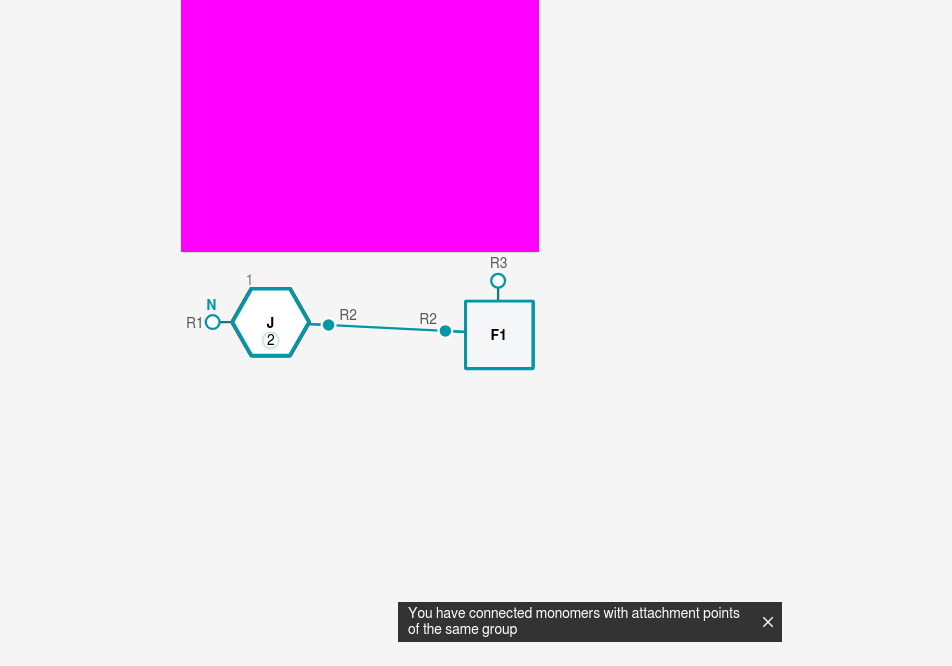 R3
1
N
R1
J
2
R2
R2
F1
You have connected monomers with attachment points
of the same group